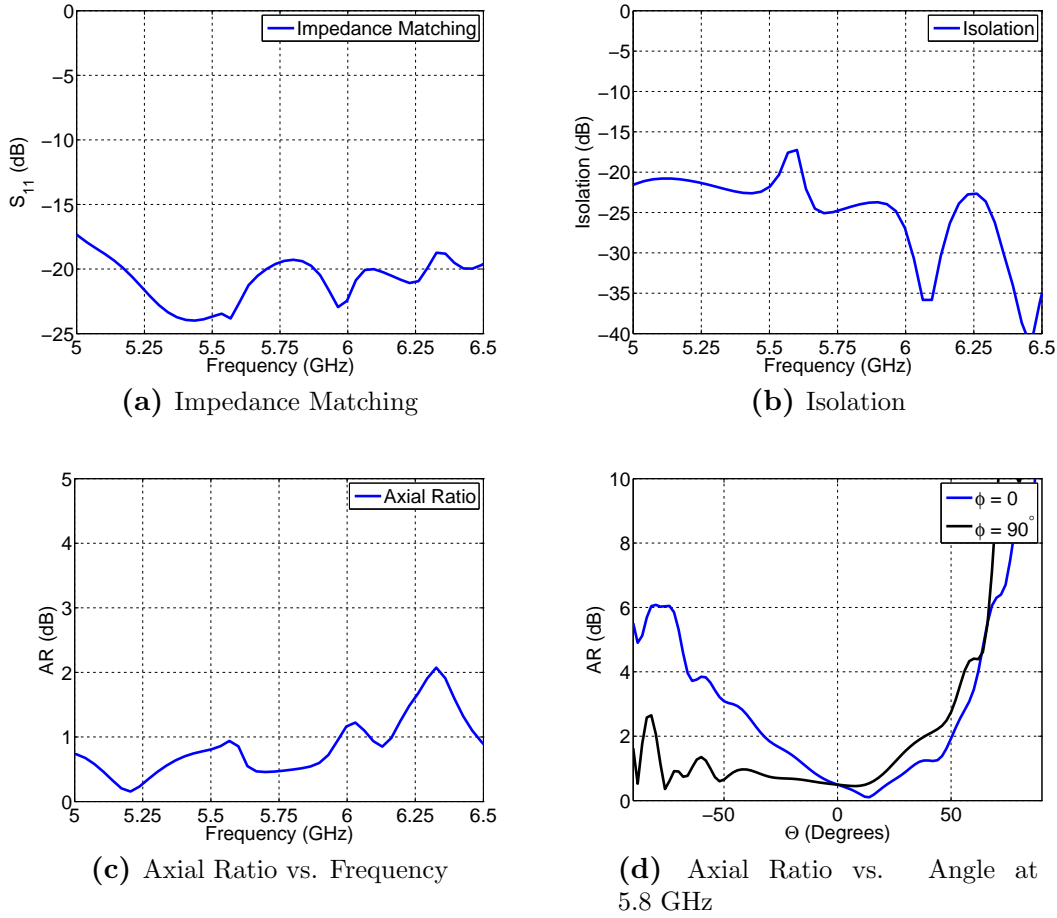 0
−5
−10
−15
−20
−25
S11 (dB)
5 5.25 5.5 5.75 6 6.25 6.5
Frequency (GHz)
Impedance Matching
(a) Impedance Matching
0
−5
−10
−15
−20
−25
−30
−35
−40
Isolation (dB)
5 5.25 5.5 5.75 6 6.25 6.5
Frequency (GHz)
Isolation
(b) Isolation
5
4
3
2
1
0
AR (dB)
5 5.25 5.5 5.75 6 6.25 6.5
Frequency (GHz)
Axial Ratio
(c) Axial Ratio vs. Frequency
10
8
6
4
2
0
AR (dB)
−50 0 50
Θ (Degrees)
ϕ = 0
ϕ = 90°
(d) Axial Ratio vs. Angle at
5.8 GHz